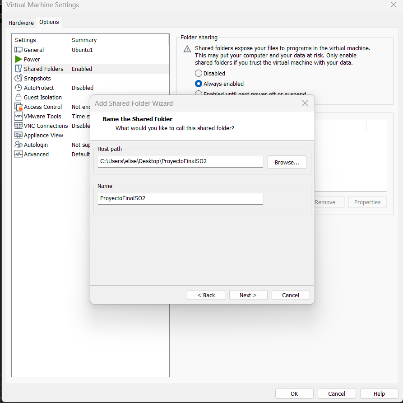 Virtual Machine Settings
Hardware Options
Settings Summary
General Ubuntu1
Power
Shared Folders Enabled
Snapshots
AutoProtect Disabled
Guest Isolation
Access Control Not en
VMware Tools Time s
VNC Connections Disable
Appliance View
Autologin Not sup
Advanced Default
Folder sharing
Shared folders expose your files to programs in the virtual machine.
This may put your computer and your data at risk. Only enable
shared folders if you trust the virtual machine with your data.
Disabled
Always enabled
Enabled until next power off or suspend
Add Shared Folder Wizard
Name the Shared Folder
What would you like to call this shared folder?
Host path
C:\Users\elise\Desktop\ProyectoFinalSO2
Browse...
Name
ProyectoFinalSO2
< Back Next > Cancel
Remove Properties
OK Cancel Help